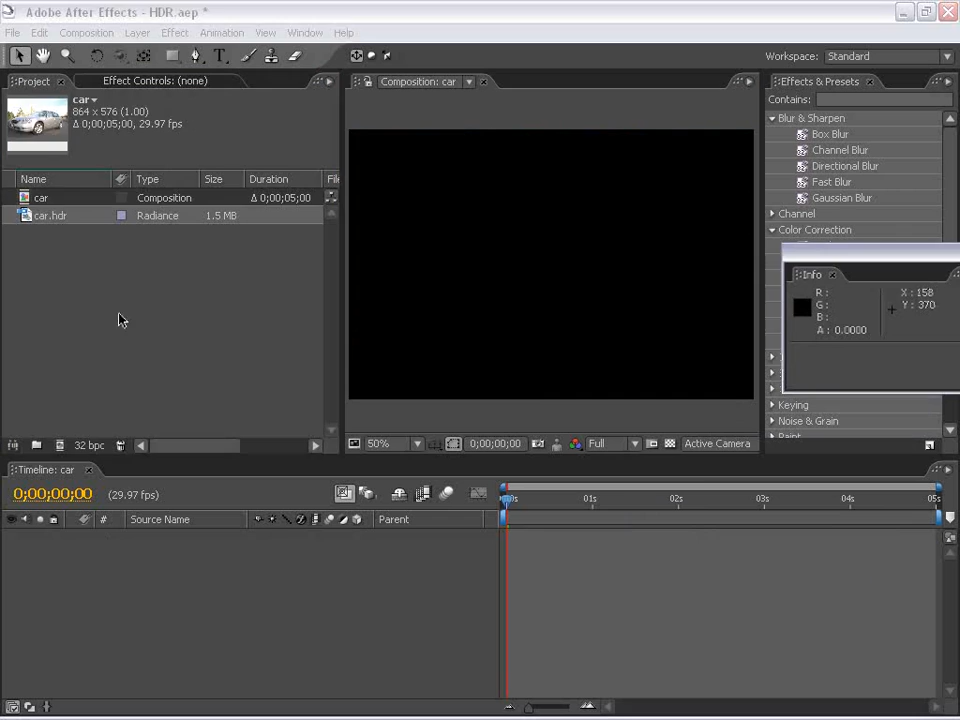 Adobe After Effects - HDR.aep *
File Edit Composition Layer Effect Animation View Window Help
Workspace: Standard
Project Effect Controls: (none)
Composition: car
Effects & Presets
car
864 x 576 (1.00)
Δ 0;00;05;00, 29.97 fps
Contains:
Blur & Sharpen
Box Blur
Channel Blur
Directional Blur
Fast Blur
Gaussian Blur
Channel
Color Correction
Name Type Size Duration
car Composition Δ 0;00;05;00
car.hdr Radiance 1.5 MB
Info
R :
G :
B :
A : 0.0000
X : 158
Y : 370
Keying
Noise & Grain
Paint
32 bpc
50% 0;00;00;00 Full Active Camera
Timeline: car
0;00;00;00 (29.97 fps)
01s 02s 03s 04s 05s
# Source Name Parent